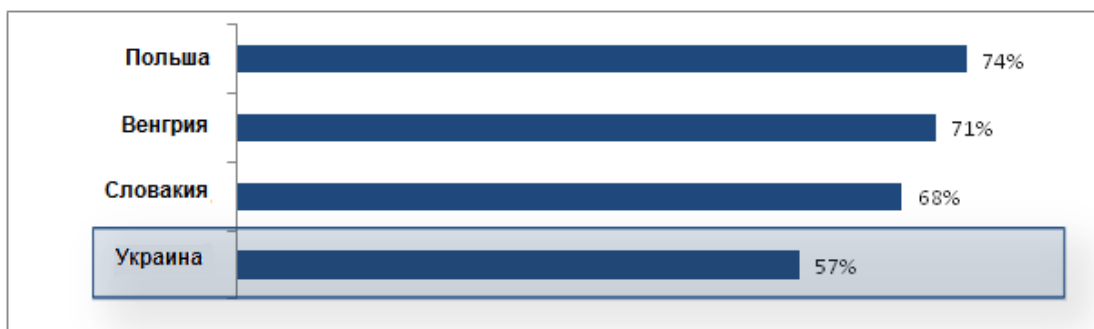 Польша 74%
Венгрия 71%
Словакия 68%
Украина 57%